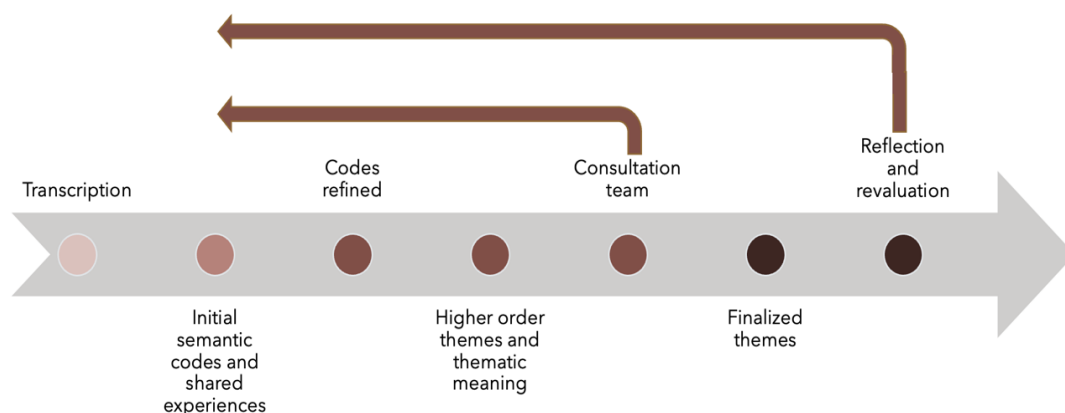 Transcription
Initial
semantic
codes and
shared
experiences
Codes
refined
Higher order
themes and
thematic
meaning
Consultation
team
Finalized
themes
Reflection
and
revaluation